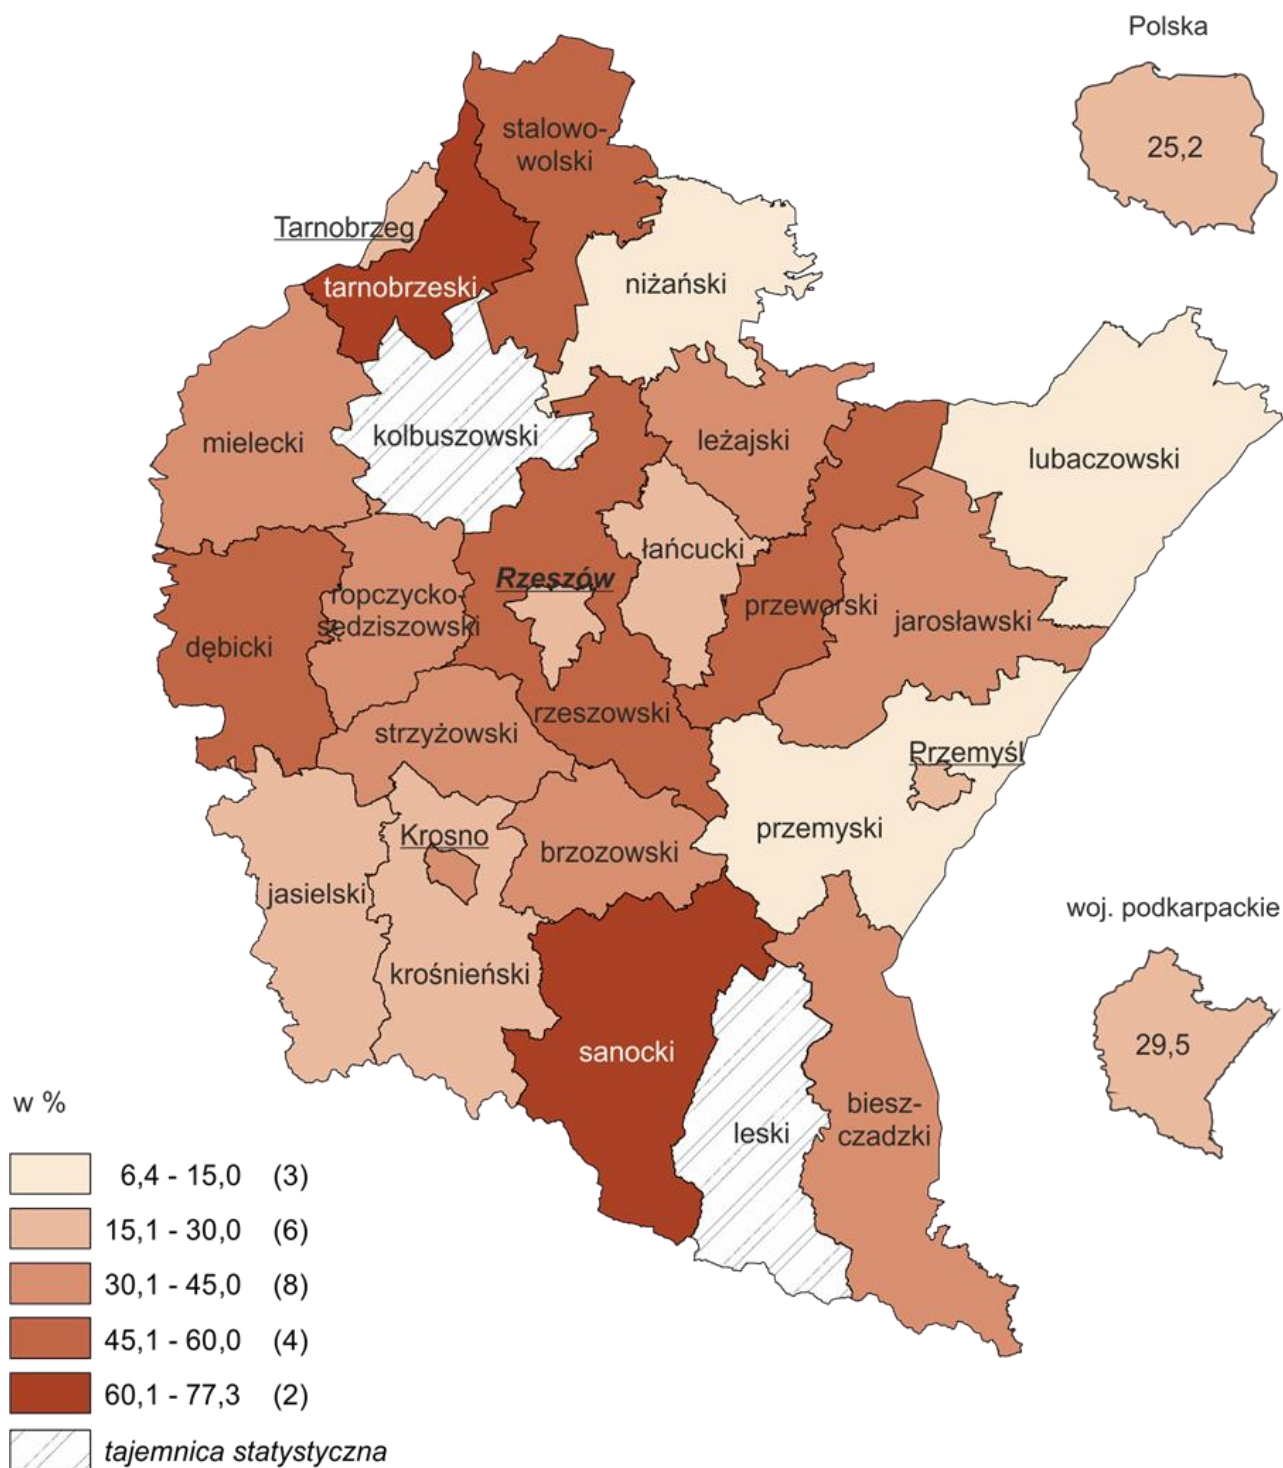 Polska
25,2
stalowo-
wolski
Tarnobrzeg
tarnobrzeski
niżański
mielecki
kolbuszowski
leżajski
lubaczowski
łańcucki
Rzeszów
ropczycko-
sędziszowski
przeworski
jarosławski
dębicki
rzeszowski
strzyżowski
Przemyśl
przemyski
Krosno
brzozowski
jasielski
krośnieński
woj. podkarpackie
29,5
sanocki
leski
biesz-
czadzki
w %
6,4 - 15,0 (3)
15,1 - 30,0 (6)
30,1 - 45,0 (8)
45,1 - 60,0 (4)
60,1 - 77,3 (2)
tajemnica statystyczna